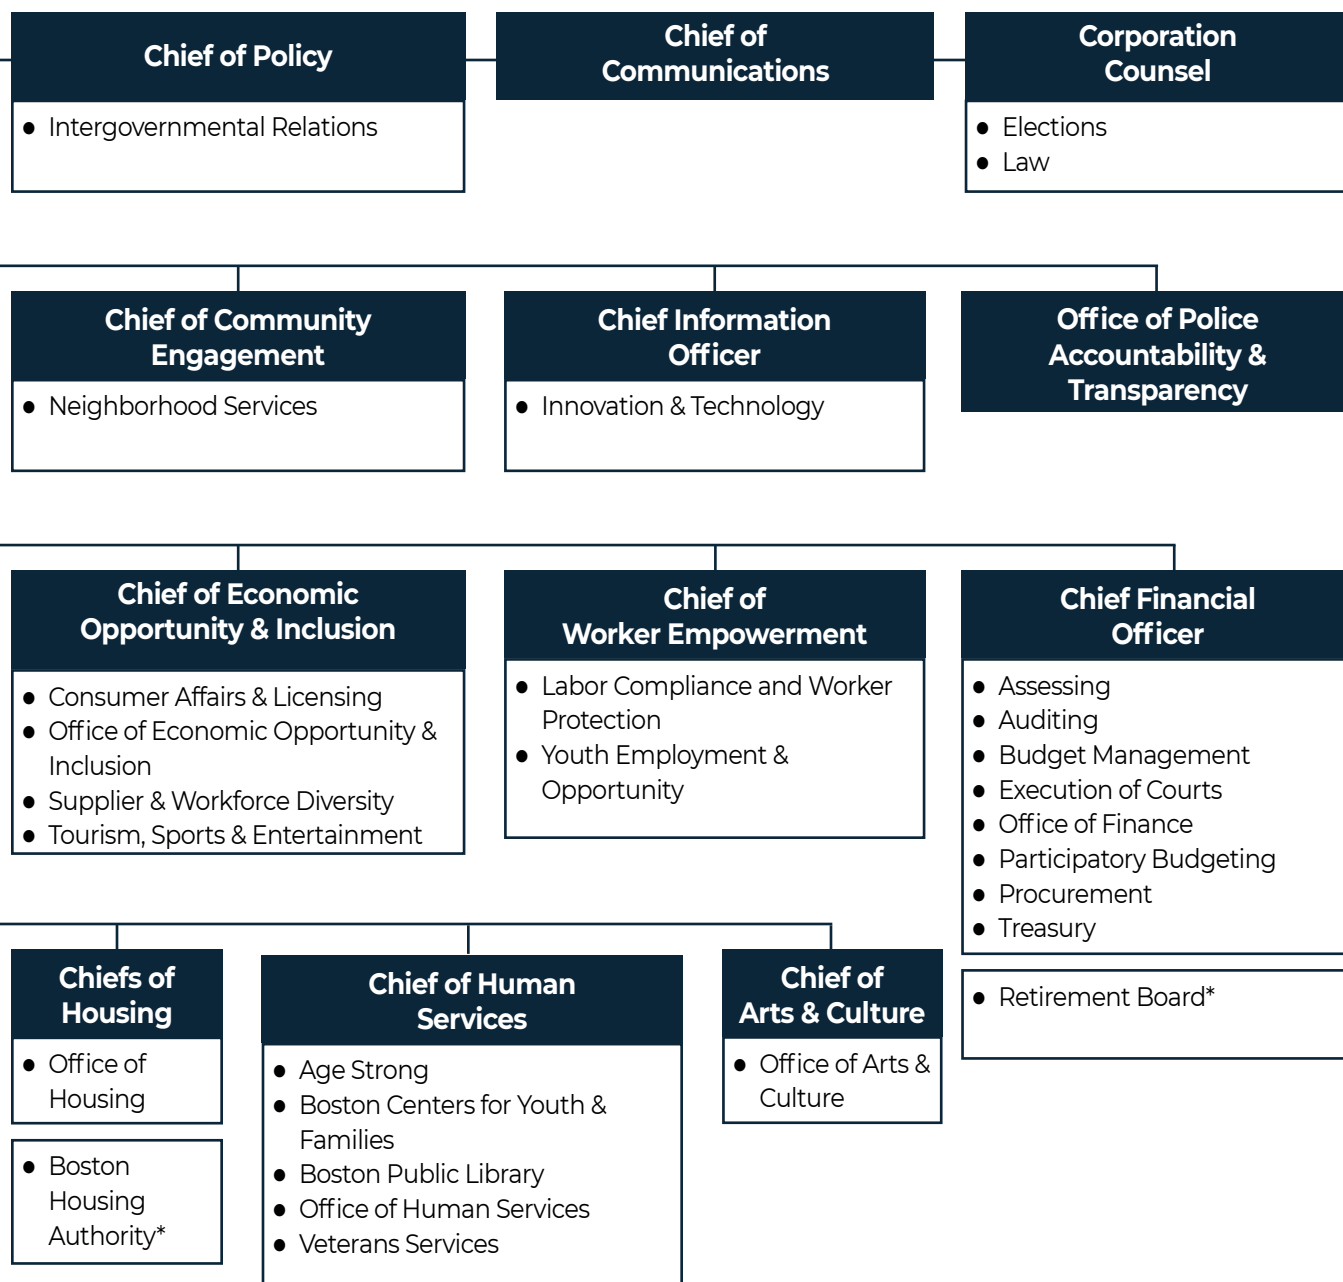 Chief of Policy
● Intergovernmental Relations
Chief of
Communications
Corporation
Counsel
● Elections
● Law
Chief of Community
Engagement
● Neighborhood Services
Chief Information
Officer
● Innovation & Technology
Office of Police
Accountability &
Transparency
Chief of Economic
Opportunity & Inclusion
● Consumer Affairs & Licensing
● Office of Economic Opportunity &
Inclusion
● Supplier & Workforce Diversity
● Tourism, Sports & Entertainment
Chief of
Worker Empowerment
● Labor Compliance and Worker
Protection
● Youth Employment &
Opportunity
Chief Financial
Officer
● Assessing
● Auditing
● Budget Management
● Execution of Courts
● Office of Finance
● Participatory Budgeting
● Procurement
● Treasury
● Retirement Board*
Chiefs of
Housing
● Office of
Housing
● Boston
Housing
Authority*
Chief of Human
Services
● Age Strong
● Boston Centers for Youth &
Families
● Boston Public Library
● Office of Human Services
● Veterans Services
Chief of
Arts & Culture
● Office of Arts &
Culture